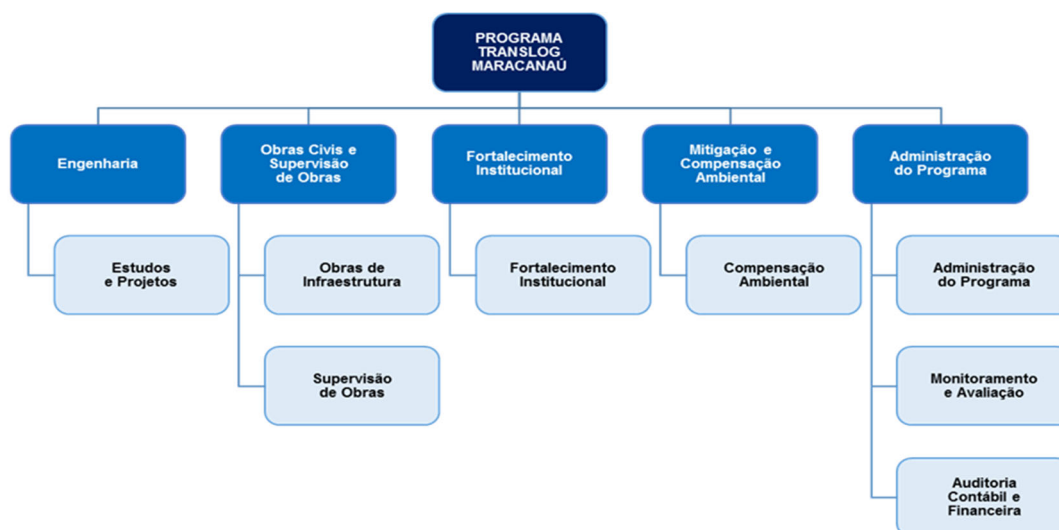 PROGRAMA
TRANSLOG
MARACANAÚ
Engenharia
Obras Civis e
Supervisão
de Obras
Fortalecimento
Institucional
Mitigação e
Compensação
Ambiental
Administração
do Programa
Estudos
e Projetos
Obras de
Infraestrutura
Fortalecimento
Institucional
Compensação
Ambiental
Administração
do Programa
Supervisão
de Obras
Monitoramento
e Avaliação
Auditoria
Contábil e
Financeira